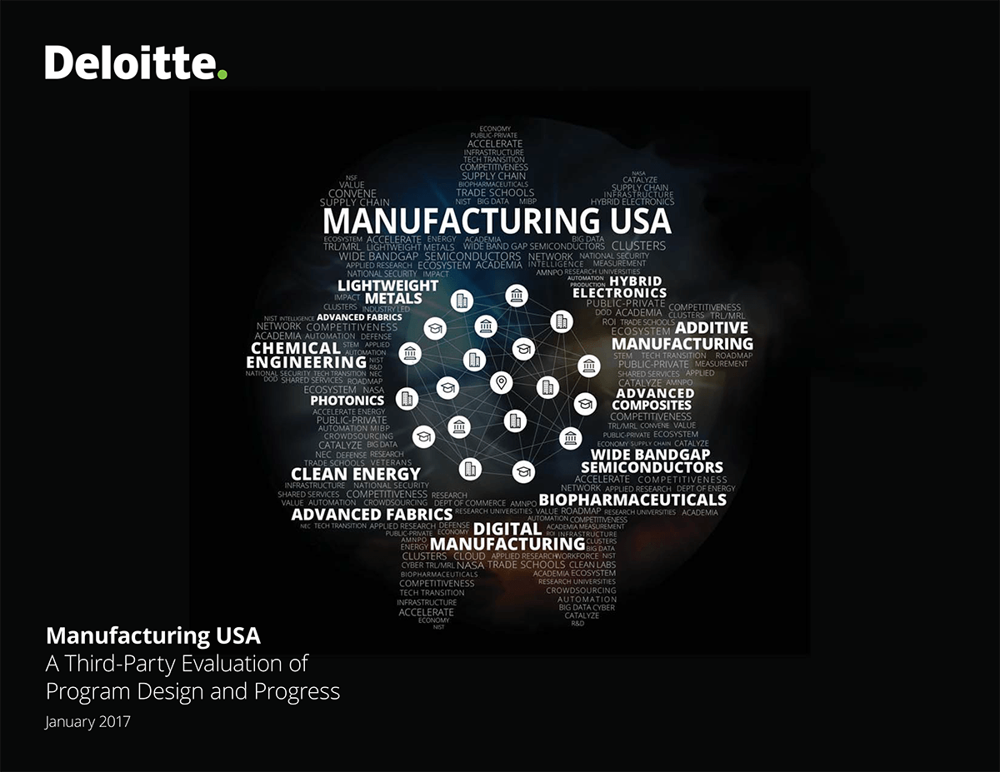 Deloitte.
ECONOMY
PUBLIC-PRIVATE
ACCELERATE
INFRASTRUCTURE
TECH TRANSITION
COMPETITIVENESS
SUPPLY CHAIN
BIOPHARMACEUTICALS
TRADE SCHOOLS
NIST BIG DATA MIBP
NSF
VALUE
CONVENE
SUPPLY CHAIN
NASA
CATALYZE
SUPPLY CHAIN
INFRASTRUCTURE
HYBRID ELECTRONICS
MANUFACTURING USA
ECOSYSTEM ACCELERATE ENERGY ACADEMIA BIG DATA
TRL/MRL LIGHTWEIGHT METALS WIDE BAND GAP SEMICONDUCTORS CLUSTERS
WIDE BANDGAP SEMICONDUCTORS NETWORK NATIONAL SECURITY
APPLIED RESEARCH ECOSYSTEM ACADEMIA INTELLIGENCE MEASUREMENT
NATIONAL SECURITY IMPACT AMNPO RESEARCH UNIVERSITIES
LIGHTWEIGHT
IMPACT METALS
CLUSTERS INDUSTRY LED
NIST INTELLIGENCE ADVANCED FABRICS
NETWORK COMPETITIVENESS
ACADEMIA AUTOMATION DEFENSE
CHEMICAL STEM APPLIED
AUTOMATION
ENGINEERING NIST
R&D
NATIONAL SECURITY TECH TRANSITION NEC
DOD SHARED SERVICES ROADMAP
ECOSYSTEM NASA
PHOTONICS
ACCELERATE ENERGY
PUBLIC-PRIVATE
AUTOMATION MIBP
CROWDSOURCING
CATALYZE BIG DATA
NEC DEFENSE RESEARCH
TRADE SCHOOLS VETERANS
CLEAN ENERGY
INFRASTRUCTURE NATIONAL SECURITY
SHARED SERVICES COMPETITIVENESS RESEARCH
VALUE AUTOMATION CROWDSOURCING DEPT OF COMMERCE AMNPO
ADVANCED FABRICS RESEARCH UNIVERSITIES VALUE ROADMAP RESEARCH UNIVERSITIES ACADEMIA
NEC TECH TRANSITION APPLIED RESEARCH DEFENSE
PUBLIC-PRIVATE ECONOMY
AUTOMATION
PRODUCTION
HYBRID
ELECTRONICS
PUBLIC-PRIVATE COMPETITIVENESS
DOD ACADEMIA CLUSTERS TRL/MRL
ROI TRADE SCHOOLS
ECOSYSTEM ADDITIVE
MANUFACTURING
STEM TECH TRANSITION ROADMAP
PUBLIC-PRIVATE MEASUREMENT
SHARED SERVICES APPLIED
CATALYZE AMNPO
ADVANCED
COMPOSITES
COMPETITIVENESS
TRL/MRL CONVENE VALUE
PUBLIC-PRIVATE ECOSYSTEM
ECONOMY SUPPLY CHAIN CATALYZE
WIDE BANDGAP
SEMICONDUCTORS
ACCELERATE COMPETITIVENESS
NETWORK APPLIED RESEARCH DEPT OF ENERGY
BIOPHARMACEUTICALS
AUTOMATION COMPETITIVENESS
DIGITAL ACADEMIA MEASUREMENT
ROI INFRASTRUCTURE
AMNPO MANUFACTURING CLUSTERS
ENERGY BIG DATA
CLUSTERS CLOUD APPLIED RESEARCH WORKFORCE NIST
CYBER TRL/MRL NASA TRADE SCHOOLS CLEAN LABS
BIOPHARMACEUTICALS ACADEMIA ECOSYSTEM
COMPETITIVENESS RESEARCH UNIVERSITIES
TECH TRANSITION CROWDSOURCING
INFRASTRUCTURE AUTOMATION
ACCELERATE BIG DATA CYBER
ECONOMY CATALYZE
NIST R&D
Manufacturing USA
A Third-Party Evaluation of
Program Design and Progress
January 2017